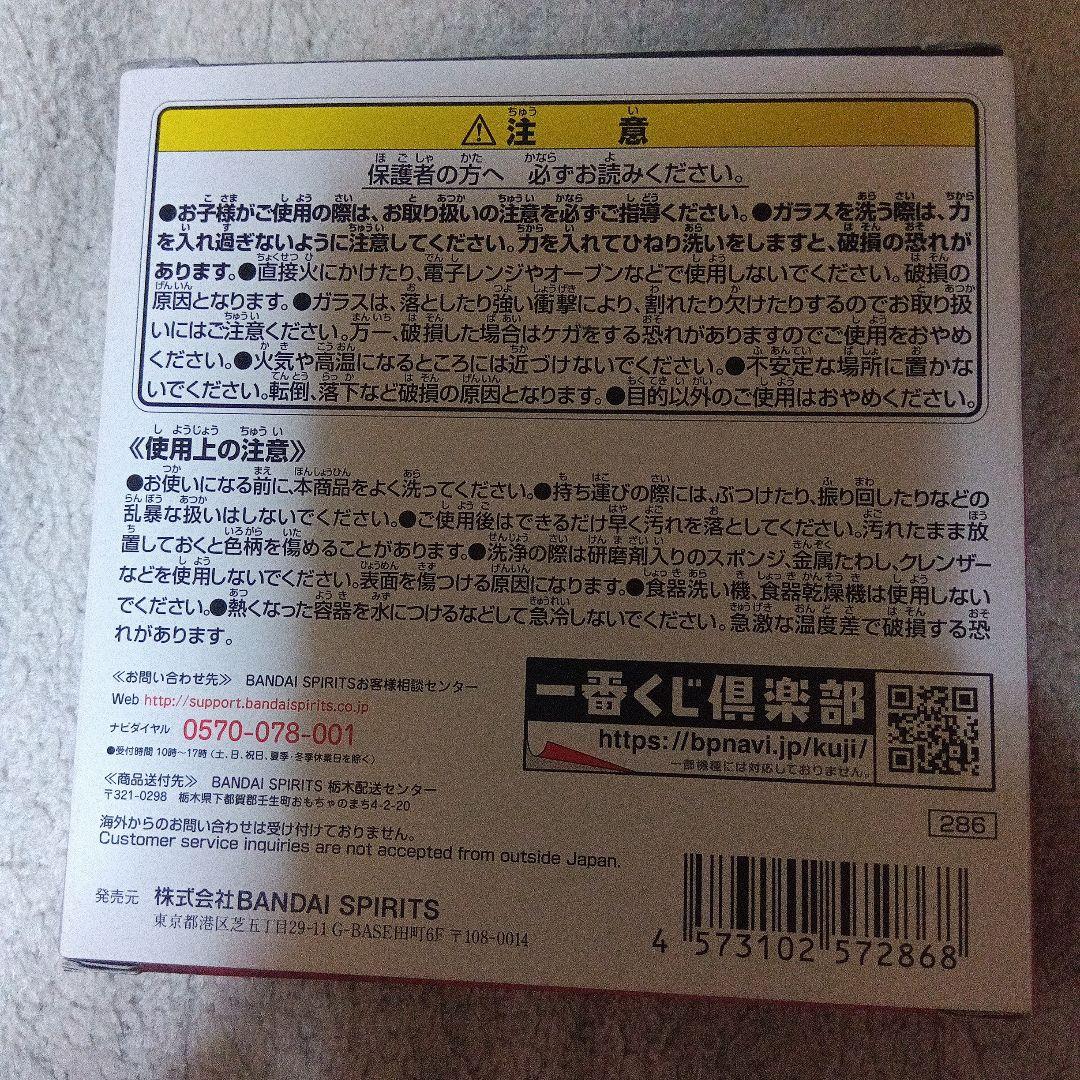 ⚠注意
保護者の方へ 必ずお読みください。
●お子様がご使用の際は、お取り扱いの注意を必ずご指導ください。●ガラスを洗う際は、力
を入れ過ぎないように注意してください。力を入れてひねり洗いをしますと、破損の恐れが
あります。●直接火にかけたり、電子レンジやオーブンなどで使用しないでください。破損の
原因となります。●ガラスは、落としたり強い衝撃により、割れたり欠けたりするのでお取り扱
いにはご注意ください。万一、破損した場合はケガをする恐れがありますのでご使用をおやめ
ください。●火気や高温になるところには近づけないでください。●不安定な場所に置かな
いでください。転倒、落下など破損の原因となります。●目的以外のご使用はおやめください。
《使用上の注意》
●お使いになる前に、本商品をよく洗ってください。●持ち運びの際には、ぶつけたり、振り回したりなどの
乱暴な扱いはしないでください。●ご使用後はできるだけ早く汚れを落としてください。汚れたまま放
置しておくと色柄を傷めることがあります。●洗浄の際は研磨剤入りのスポンジ、金属たわし、クレンザー
などを使用しないでください。表面を傷つける原因になります。●食器洗い機、食器乾燥機は使用しない
でください。●熱くなった容器を水につけるなどして急冷しないでください。急激な温度差で破損する恐
れがあります。
≪お問い合わせ先≫ BANDAI SPIRITSお客様相談センター
Web http://support.bandaispirits.co.jp
ナビダイヤル 0570-078-001
●受付時間 10時〜17時（土、日、祝日、夏季・冬季休業日を除く）
≪商品送付先≫ BANDAI SPIRITS 栃木配送センター
〒321-0298 栃木県下都賀郡壬生町おもちゃのまち4-2-20
海外からのお問い合わせは受け付けておりません。
Customer service inquiries are not accepted from outside Japan.
発売元 株式会社BANDAI SPIRITS
東京都港区芝五丁目29-11 G-BASE田町6F 〒108-0014
一番くじ倶楽部
https://bpnavi.jp/kuji/
一部機種には対応しておりません。
286
4 573102 572868